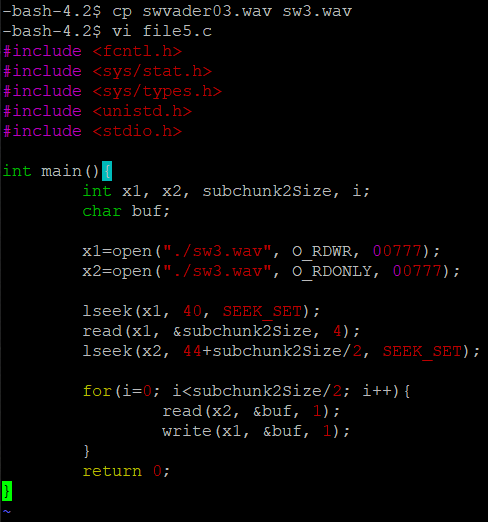 -bash-4.2$ cp swvader03.wav sw3.wav
-bash-4.2$ vi file5.c
#include <fcntl.h>
#include <sys/stat.h>
#include <sys/types.h>
#include <unistd.h>
#include <stdio.h>

int main(){
        int x1, x2, subchunk2Size, i;
        char buf;

        x1=open("./sw3.wav", O_RDWR, 00777);
        x2=open("./sw3.wav", O_RDONLY, 00777);

        lseek(x1, 40, SEEK_SET);
        read(x1, &subchunk2Size, 4);
        lseek(x2, 44+subchunk2Size/2, SEEK_SET);

        for(i=0; i<subchunk2Size/2; i++){
                read(x2, &buf, 1);
                write(x1, &buf, 1);
        }
        return 0;
}
~